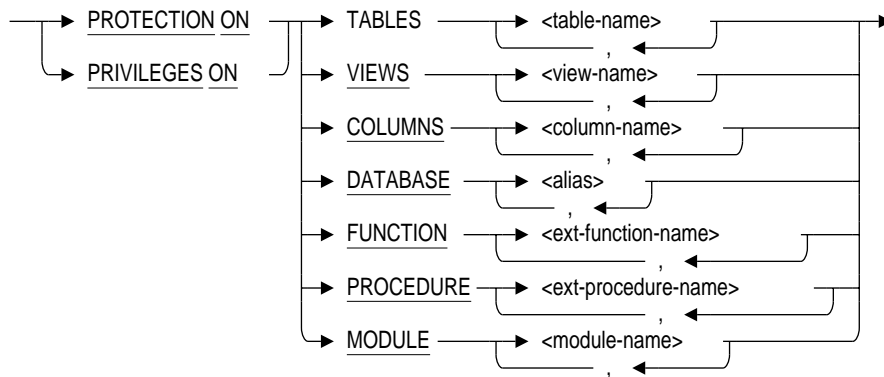 PROTECTION ON TABLES <table-name>
,
PRIVILEGES ON VIEWS <view-name>
,
COLUMNS <column-name>
,
DATABASE <alias>
,
FUNCTION <ext-function-name>
,
PROCEDURE <ext-procedure-name>
,
MODULE <module-name>
,